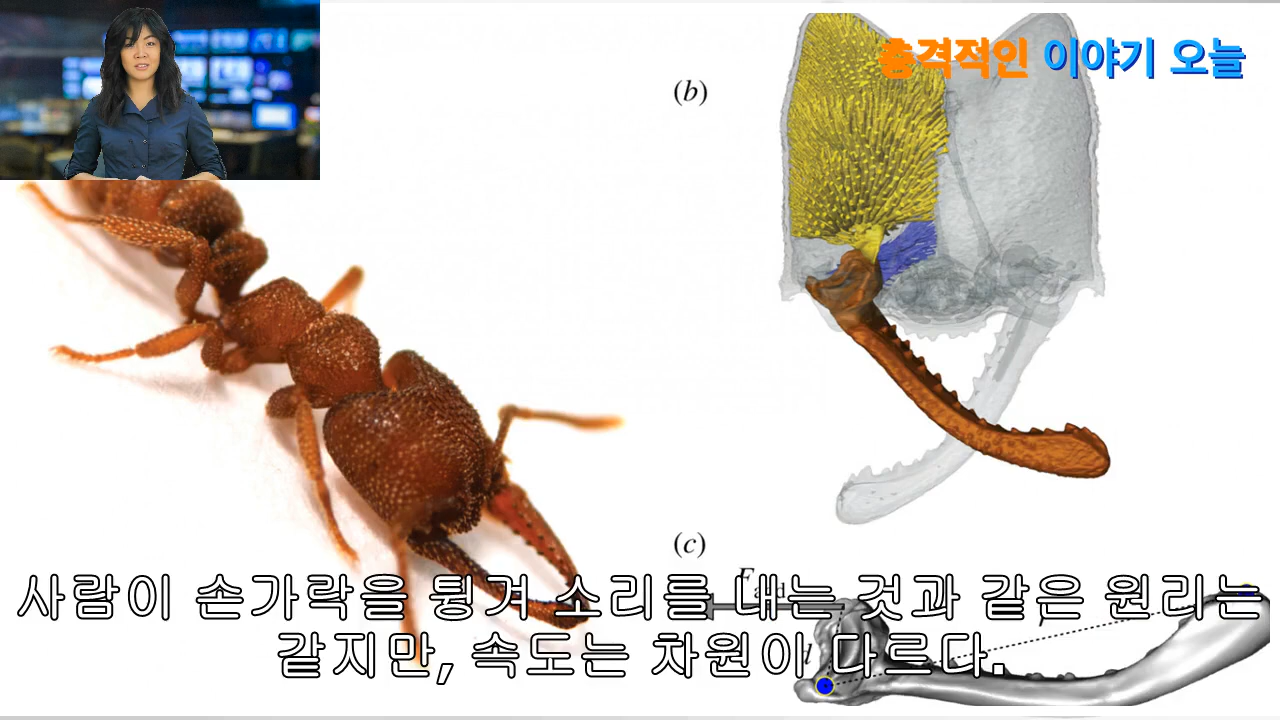 충격적인 이야기 오늘
(b)
(c)
사람이 손가락을 튕겨 소리를 내는 것과 같은 원리는
같지만, 속도는 차원이 다르다.